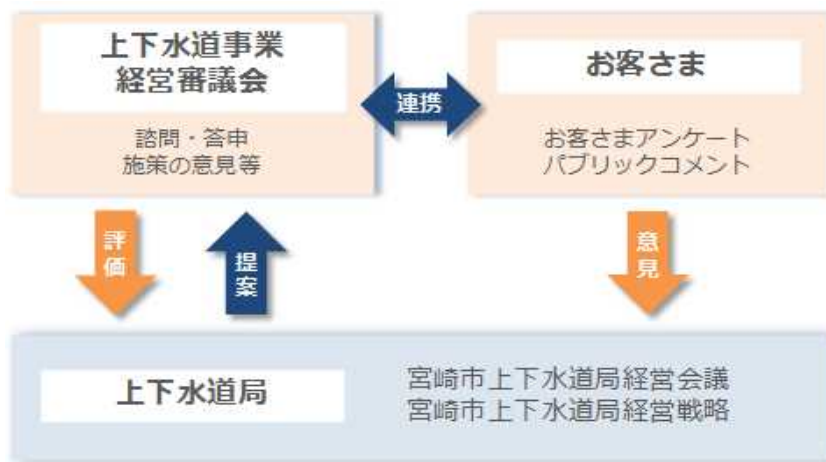 上下水道事業
経営審議会
諮問・答申
施策の意見等
連携
お客さま
お客さまアンケート
パブリックコメント
評価
提案
意見
上下水道局
宮崎市上下水道局経営会議
宮崎市上下水道局経営戦略